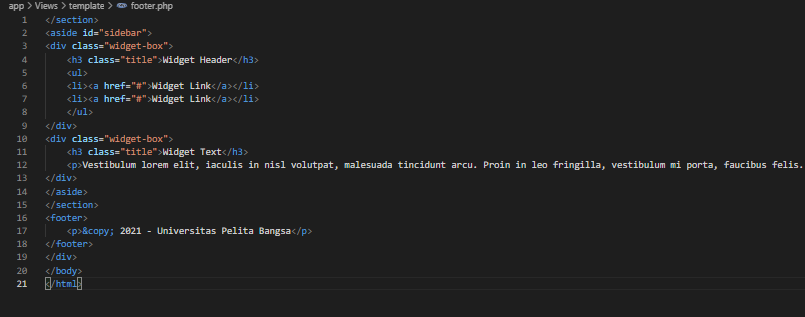 app > Views > template > footer.php
1 </section>
2 <aside id="sidebar">
3 <div class="widget-box">
4 <h3 class="title">Widget Header</h3>
5 <ul>
6 <li><a href="#">Widget Link</a></li>
7 <li><a href="#">Widget Link</a></li>
8 </ul>
9 </div>
10 <div class="widget-box">
11 <h3 class="title">Widget Text</h3>
12 <p>Vestibulum lorem elit, iaculis in nisl volutpat, malesuada tincidunt arcu. Proin in leo fringilla, vestibulum mi porta, faucibus felis.
13 </div>
14 </aside>
15 </section>
16 <footer>
17 <p>&copy; 2021 - Universitas Pelita Bangsa</p>
18 </footer>
19 </div>
20 </body>
21 </html>